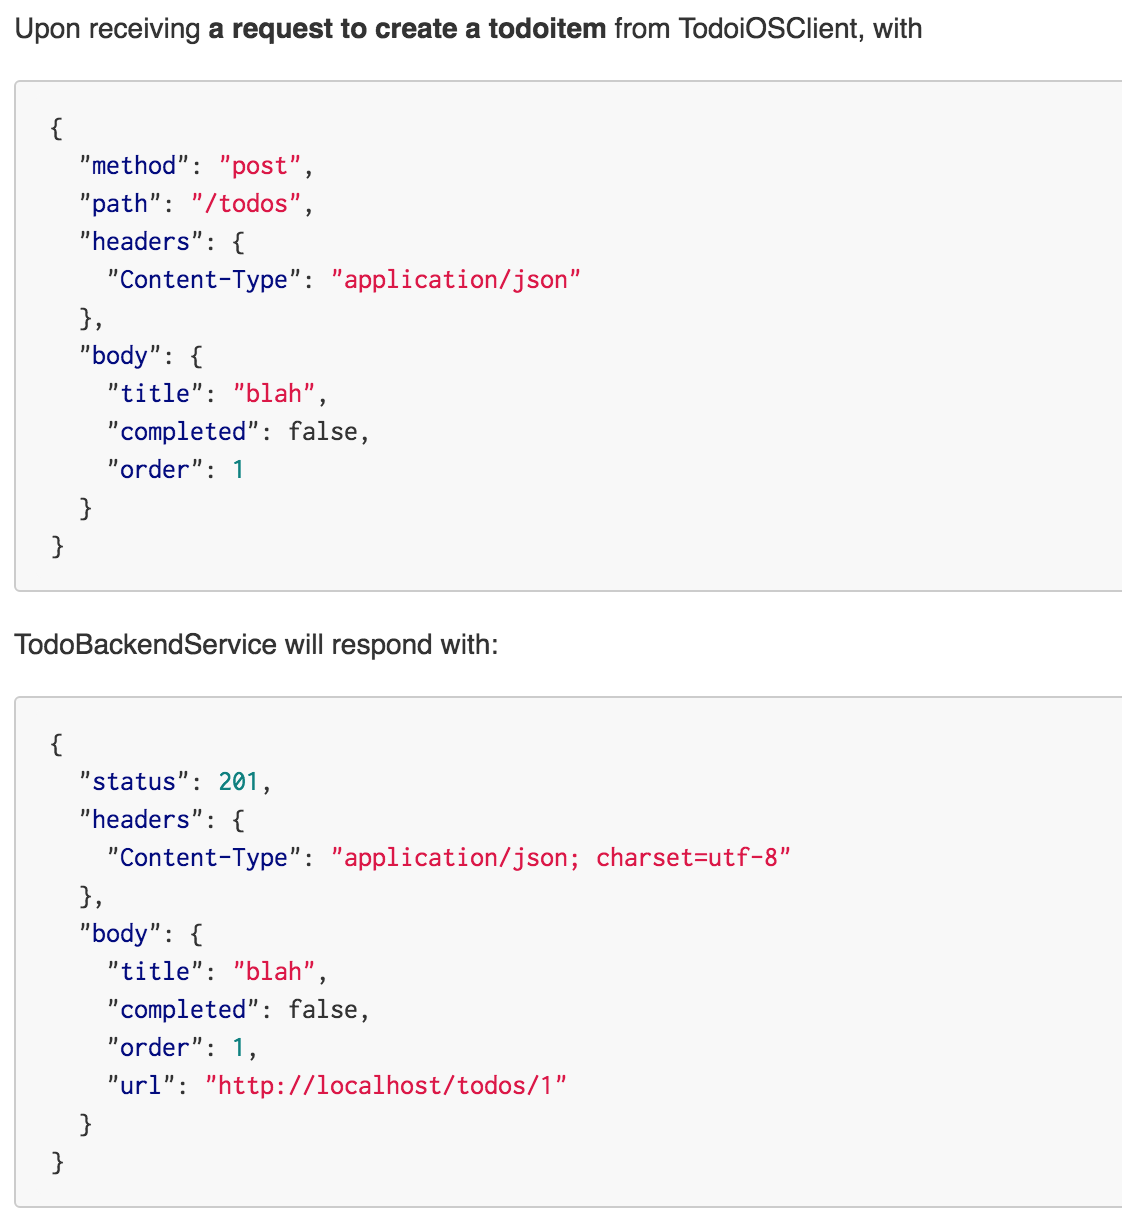 Upon receiving a request to create a todoitem from TodoiOSClient, with
{
"method": "post",
"path": "/todos",
"headers": {
"Content-Type": "application/json"
},
"body": {
"title": "blah",
"completed": false,
"order": 1
}
}
TodoBackendService will respond with:
{
"status": 201,
"headers": {
"Content-Type": "application/json; charset=utf-8"
},
"body": {
"title": "blah",
"completed": false,
"order": 1,
"url": "http://localhost/todos/1"
}
}